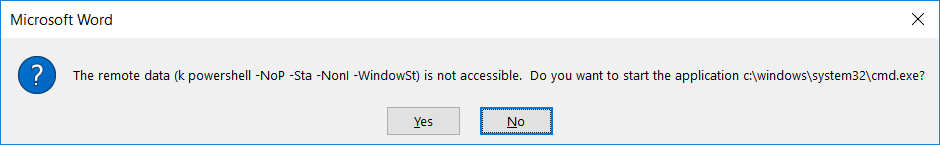 Microsoft Word
The remote data (k powershell -NoP -Sta -NonI -WindowSt) is not accessible.  Do you want to start the application c:\windows\system32\cmd.exe?
Yes
No